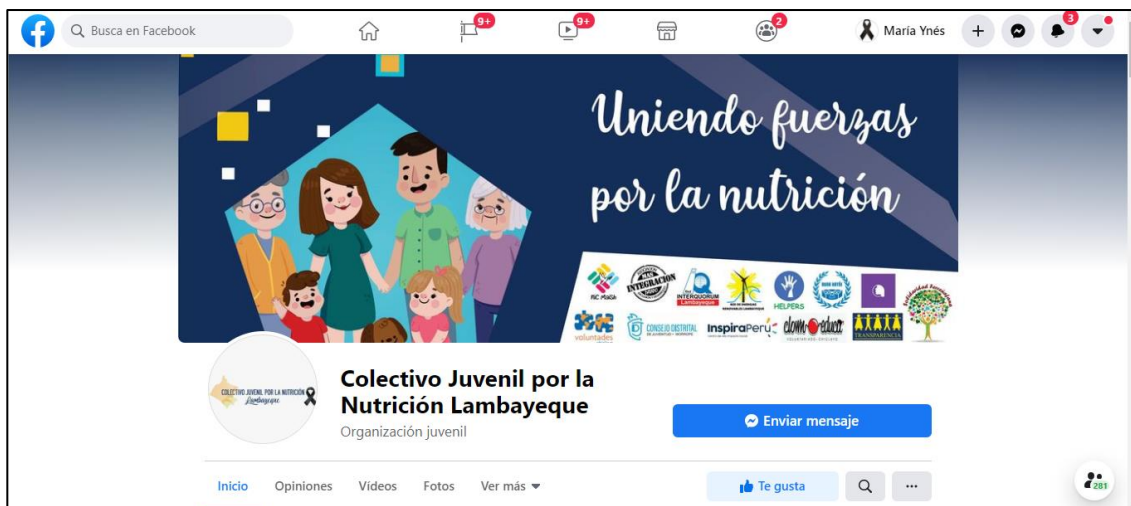 Busca en Facebook
9+
9+
2
María Ynés
3
Uniendo fuerzas
por la nutrición
INTEGRACION
INTERQUORUM
Lambayeque
HELPERS
voluntades
CONSEJO DISTRITAL
InspiraPerú
clown educa
TRANSPARENCIA
COLECTIVO JUVENIL POR LA NUTRICIÓN
Lambayeque
Colectivo Juvenil por la
Nutrición Lambayeque
Organización juvenil
Enviar mensaje
Inicio
Opiniones
Vídeos
Fotos
Ver más
Te gusta
281